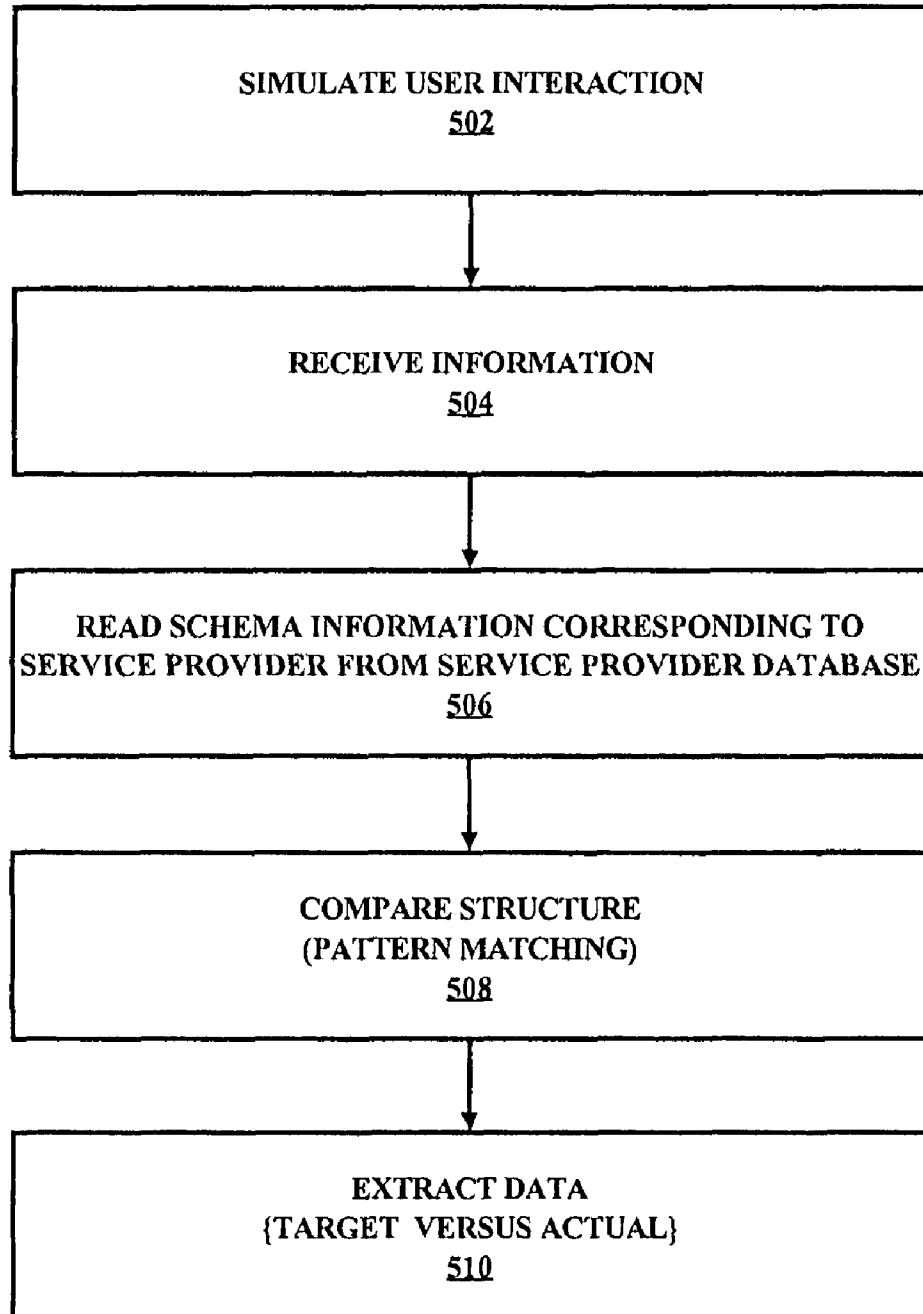 SIMULATE USER INTERACTION
502
RECEIVE INFORMATION
504
READ SCHEMA INFORMATION CORRESPONDING TO
SERVICE PROVIDER FROM SERVICE PROVIDER DATABASE
506
COMPARE STRUCTURE
(PATTERN MATCHING)
508
EXTRACT DATA
{TARGET VERSUS ACTUAL}
510